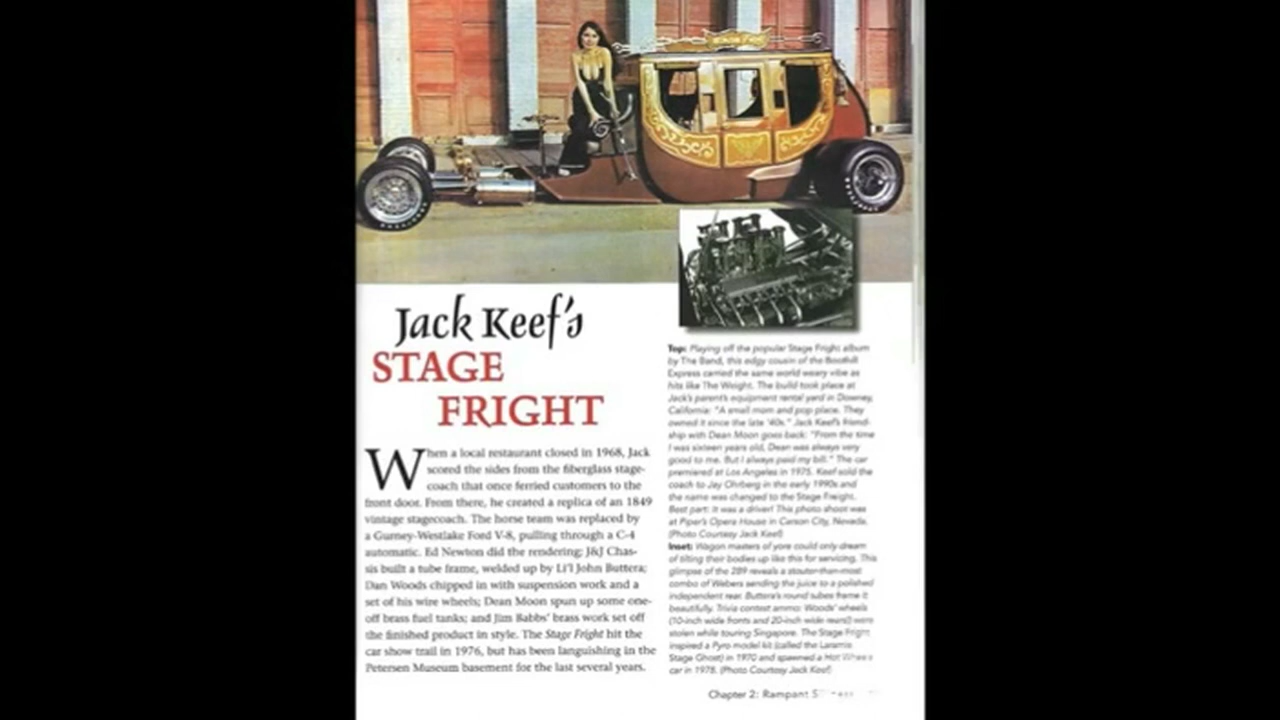 Jack Keef's
STAGE
FRIGHT
When a local restaurant closed in 1968, Jack
scored the sides from the fiberglass stage-
coach that once ferried customers to the
front door. From there, he created a replica of an 1849
vintage stagecoach. The horse team was replaced by
a Gurney-Westlake Ford V-8, pulling through a C-4
automatic. Ed Newton did the rendering; J&J Chas-
sis built a tube frame, welded up by Li'l John Buttera;
Dan Woods chipped in with suspension work and a
set of his wire wheels; Dean Moon spun up some one-
off brass fuel tanks; and Jim Babbs' brass work set off
the finished product in style. The Stage Fright hit the
car show trail in 1976, but has been languishing in the
Petersen Museum basement for the last several years.
Top: Playing off the popular Stage Fright album
by The Band, this edgy cousin of the Boothill
Express carried the same world weary vibe as
hits like The Weight. The build took place at
Jack's parent's equipment rental yard in Downey,
California: "A small mom and pop place. They
owned it since the late '40s." Jack Keef's friend-
ship with Dean Moon goes back: "From the time
I was sixteen years old, Dean was always very
good to me. But I always paid my bill." The car
premiered at Los Angeles in 1975. Keef sold the
coach to Jay Ohrberg in the early 1990s and
the name was changed to the Stage Freight.
Best part: it was a driver! This photo shoot was
at Piper's Opera House in Carson City, Nevada.
(Photo Courtesy Jack Keef)
Inset: Wagon masters of yore could only dream
of tilting their bodies up like this for servicing. This
glimpse of the 289 reveals a stouter-than-most
combo of Webers sending the juice to a polished
independent rear. Buttera's round tubes frame it
beautifully. Trivia contest ammo: Woods' wheels
(10-inch wide fronts and 20-inch wide rears!) were
stolen while touring Singapore. The Stage Fright
inspired a Pyro model kit (called the Laramie
Stage Ghost) in 1970 and spawned a Hot Wheels
car in 1978. (Photo Courtesy Jack Keef)
Chapter 2: Rampant